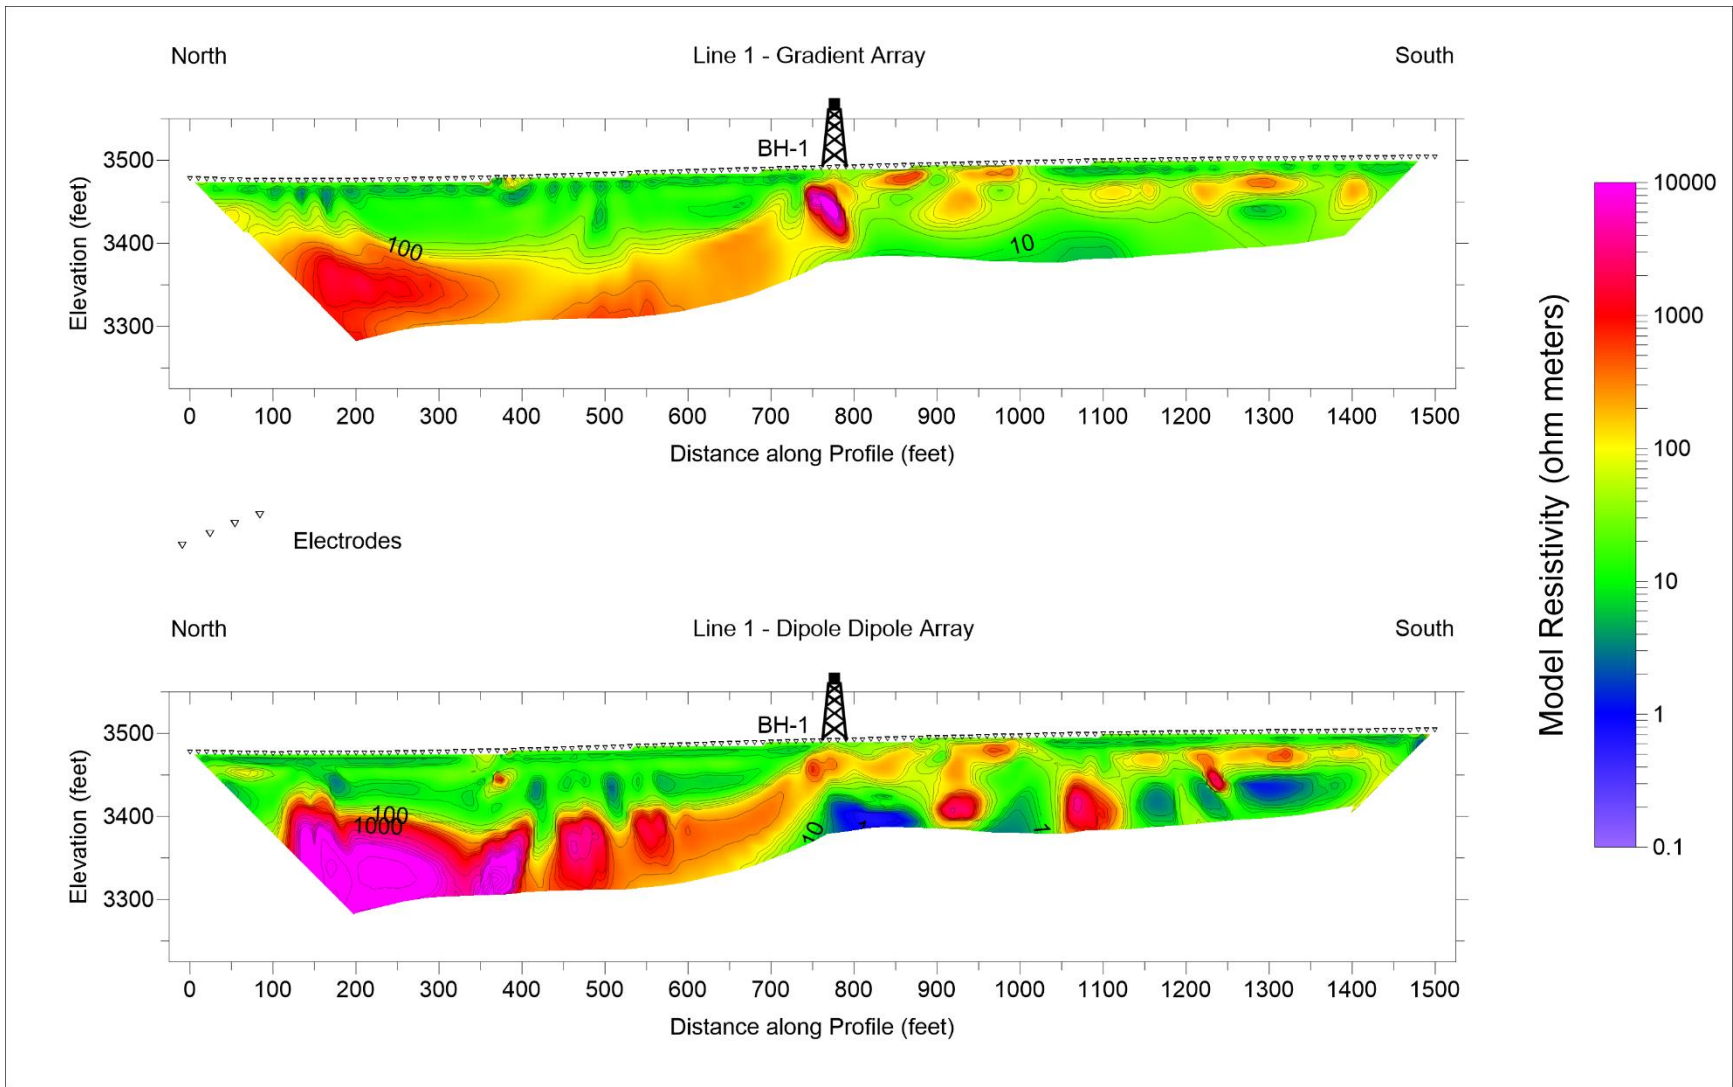 North Line 1 - Gradient Array South
BH-1
3500
3400
3300
Elevation (feet)
100
10
0 100 200 300 400 500 600 700 800 900 1000 1100 1200 1300 1400 1500
Distance along Profile (feet)
Electrodes
North Line 1 - Dipole Dipole Array South
BH-1
3500
3400
3300
Elevation (feet)
100
1000
10
1
1
0 100 200 300 400 500 600 700 800 900 1000 1100 1200 1300 1400 1500
Distance along Profile (feet)
Model Resistivity (ohm meters)
10000
1000
100
10
1
0.1